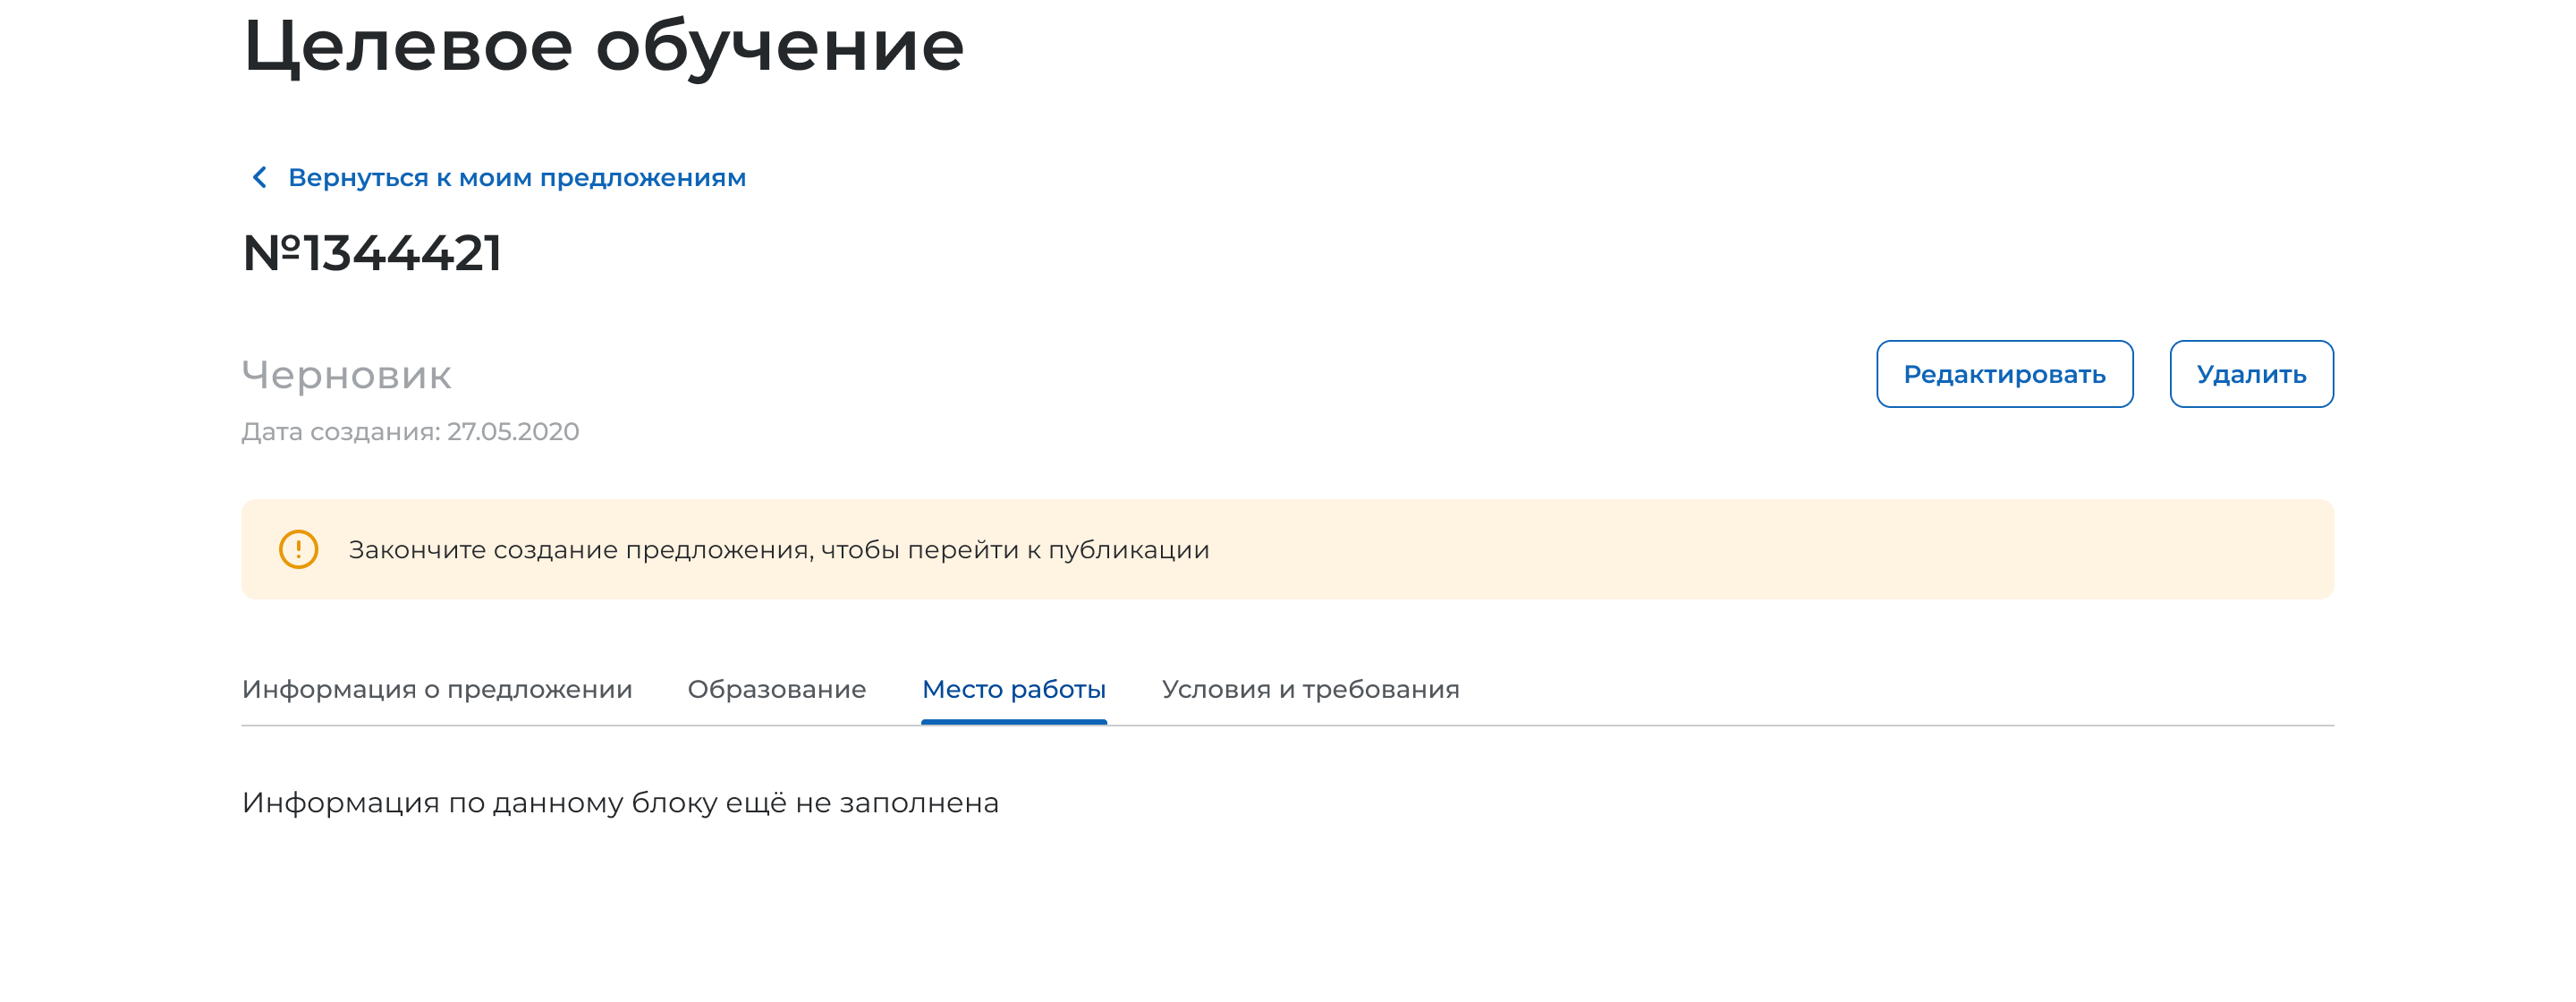 Целевое обучение
Вернуться к моим предложениям
№1344421
Черновик
Редактировать
Удалить
Дата создания: 27.05.2020
Закончите создание предложения, чтобы перейти к публикации
Информация о предложении
Образование
Место работы
Условия и требования
Информация по данному блоку ещё не заполнена